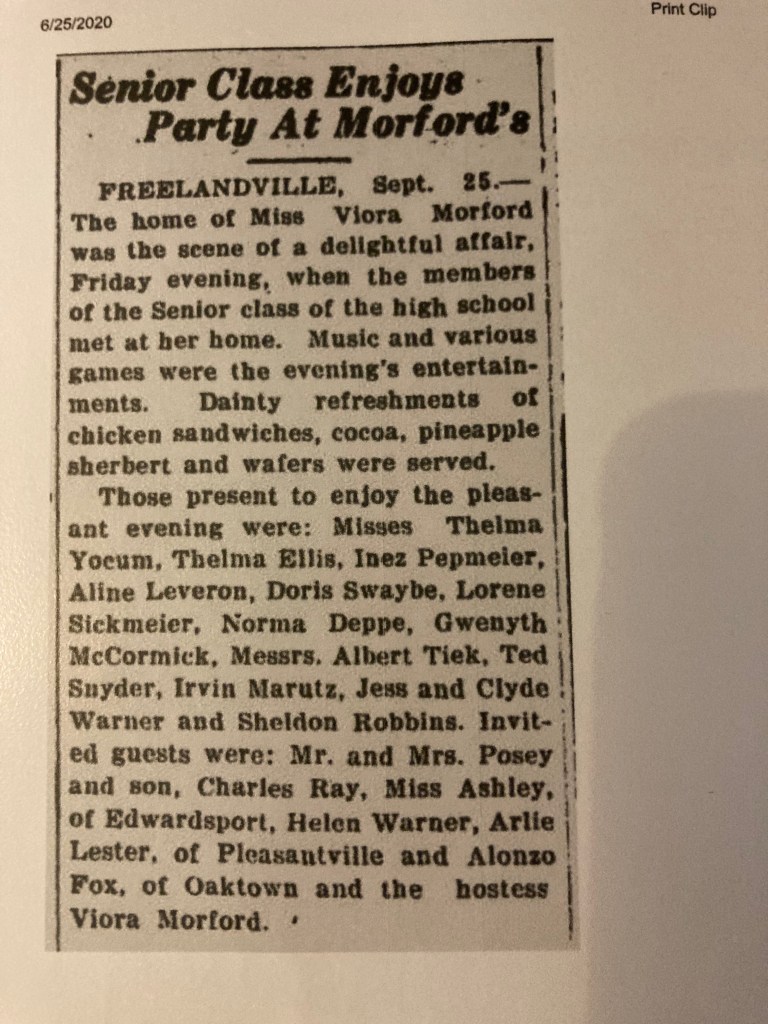 6/25/2020
Print Clip
Senior Class Enjoys
Party At Morford's
FREELANDVILLE, Sept. 25.—
The home of Miss Viora Morford
was the scene of a delightful affair,
Friday evening, when the members
of the Senior class of the high school
met at her home. Music and various
games were the evening's entertain-
ments. Dainty refreshments of
chicken sandwiches, cocoa, pineapple
sherbert and wafers were served.
Those present to enjoy the pleas-
ant evening were: Misses Thelma
Yocum, Thelma Ellis, Inez Pepmeier,
Aline Leveron, Doris Swaybe, Lorene
Sickmeier, Norma Deppe, Gwenyth
McCormick, Messrs. Albert Tiek, Ted
Snyder, Irvin Marutz, Jess and Clyde
Warner and Sheldon Robbins. Invit-
ed guests were: Mr. and Mrs. Posey
and son, Charles Ray, Miss Ashley,
of Edwardsport, Helen Warner, Arlie
Lester, of Pleasantville and Alonzo
Fox, of Oaktown and the hostess
Viora Morford.